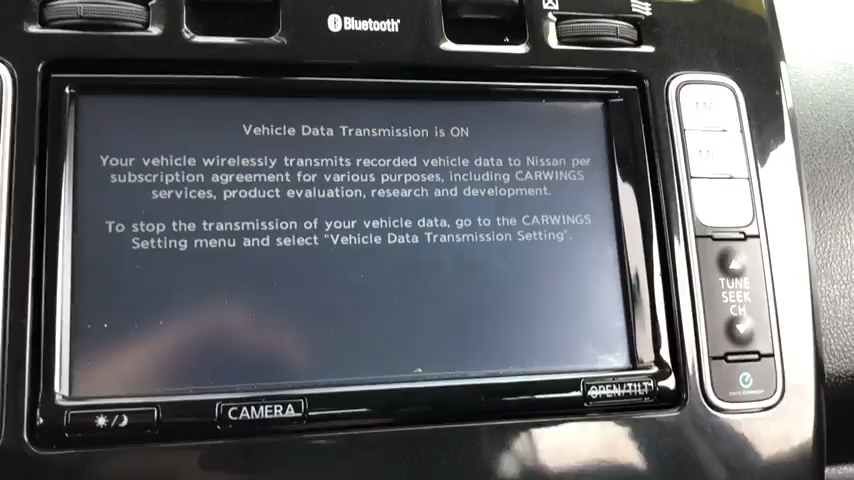 Bluetooth
Vehicle Data Transmission is ON
Your vehicle wirelessly transmits recorded vehicle data to Nissan per
subscription agreement for various purposes, including CARWINGS
services, product evaluation, research and development.
To stop the transmission of your vehicle data, go to the CARWINGS
Setting menu and select "Vehicle Data Transmission Setting".
TUNE
SEEK
CH
CAMERA
OPEN/TILT